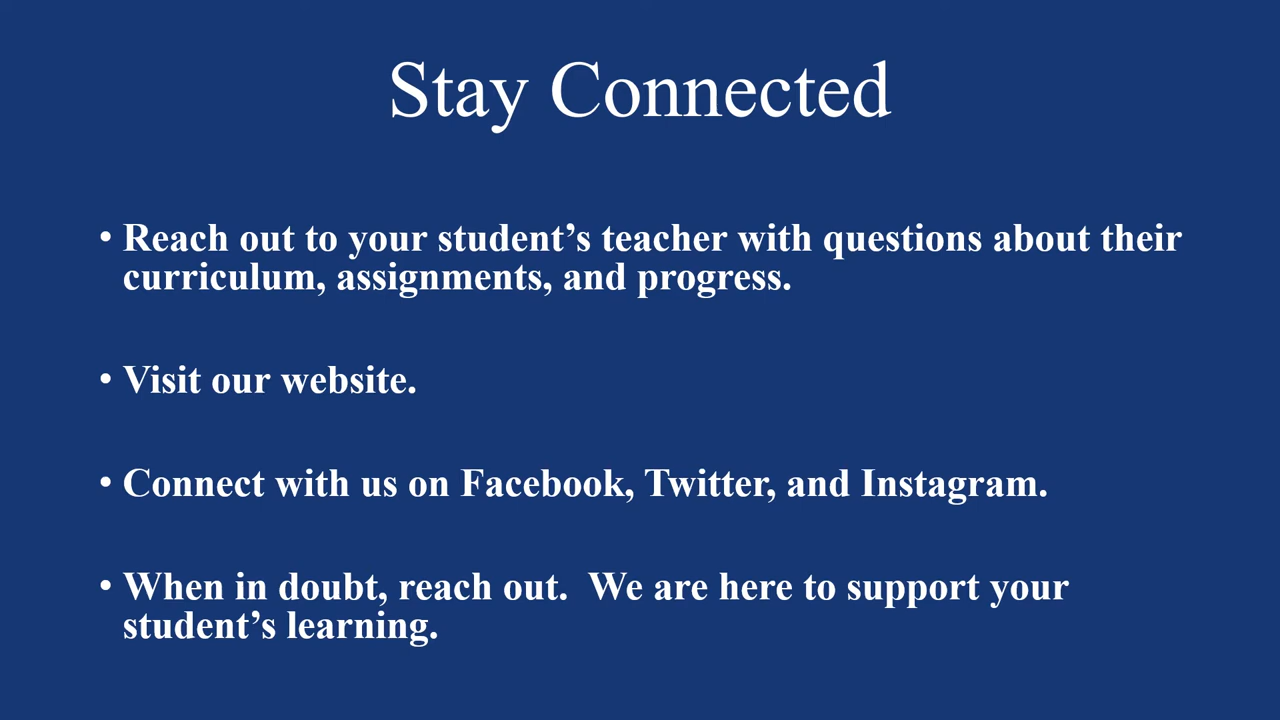 Stay Connected
• Reach out to your student’s teacher with questions about their
curriculum, assignments, and progress.
• Visit our website.
• Connect with us on Facebook, Twitter, and Instagram.
• When in doubt, reach out.  We are here to support your
student’s learning.